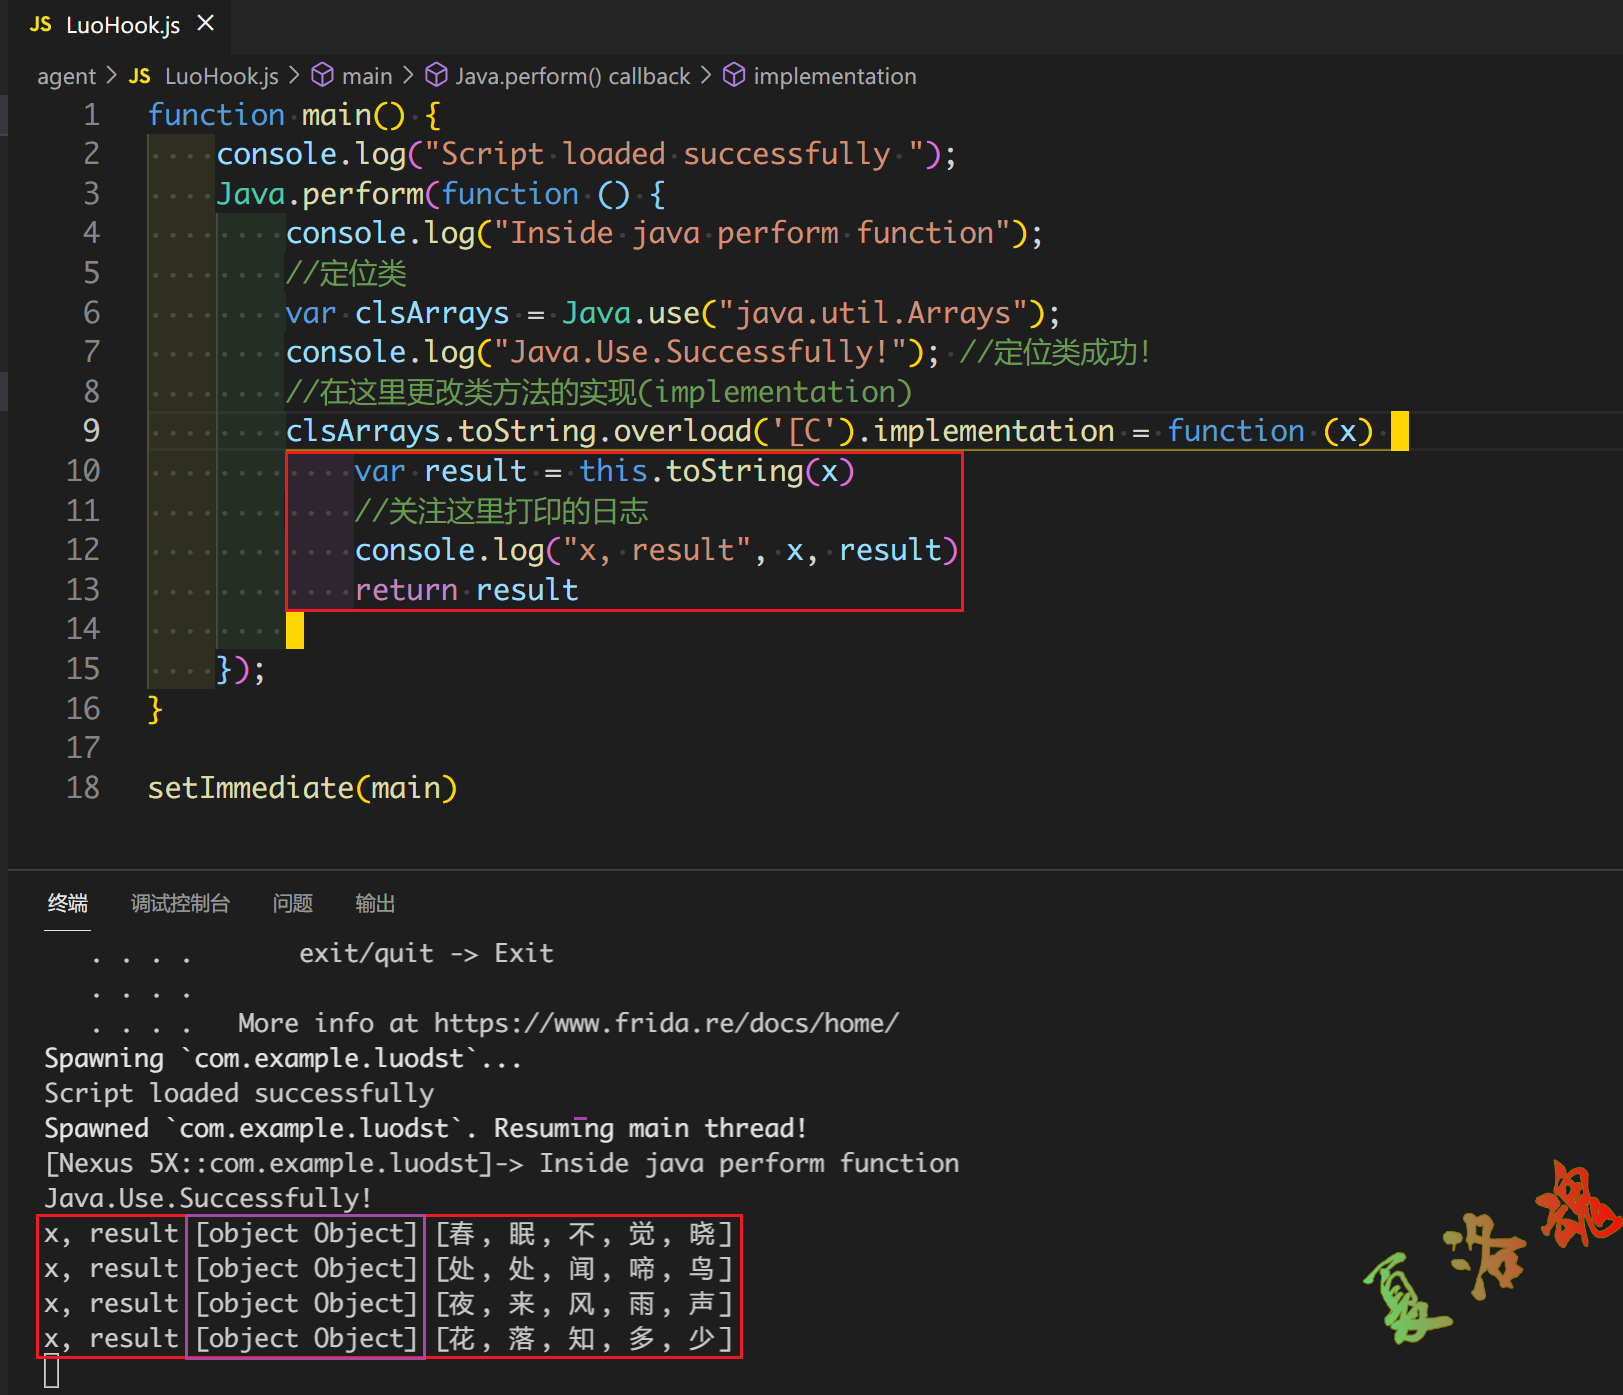 JS LuoHook.js ×
agent > JS LuoHook.js > main > Java.perform() callback > implementation
1 function main() {
2 console.log("Script loaded successfully ");
3 Java.perform(function () {
4 console.log("Inside java perform function");
5 //定位类
6 var clsArrays = Java.use("java.util.Arrays");
7 console.log("Java.Use.Successfully!"); //定位类成功!
8 //在这里更改类方法的实现(implementation)
9 clsArrays.toString.overload('[C').implementation = function (x)
10 var result = this.toString(x)
11 //关注这里打印的日志
12 console.log("x, result", x, result)
13 return result
14
15 });
16 }
17
18 setImmediate(main)
终端 调试控制台 问题 输出
. . . . exit/quit -> Exit
. . . .
. . . . More info at https://www.frida.re/docs/home/
Spawning `com.example.luodst`...
Script loaded successfully
Spawned `com.example.luodst`. Resuming main thread!
[Nexus 5X::com.example.luodst]-> Inside java perform function
Java.Use.Successfully!
x, result [object Object] [春, 眠, 不, 觉, 晓]
x, result [object Object] [处, 处, 闻, 啼, 鸟]
x, result [object Object] [夜, 来, 风, 雨, 声]
x, result [object Object] [花, 落, 知, 多, 少]
夏洛魂